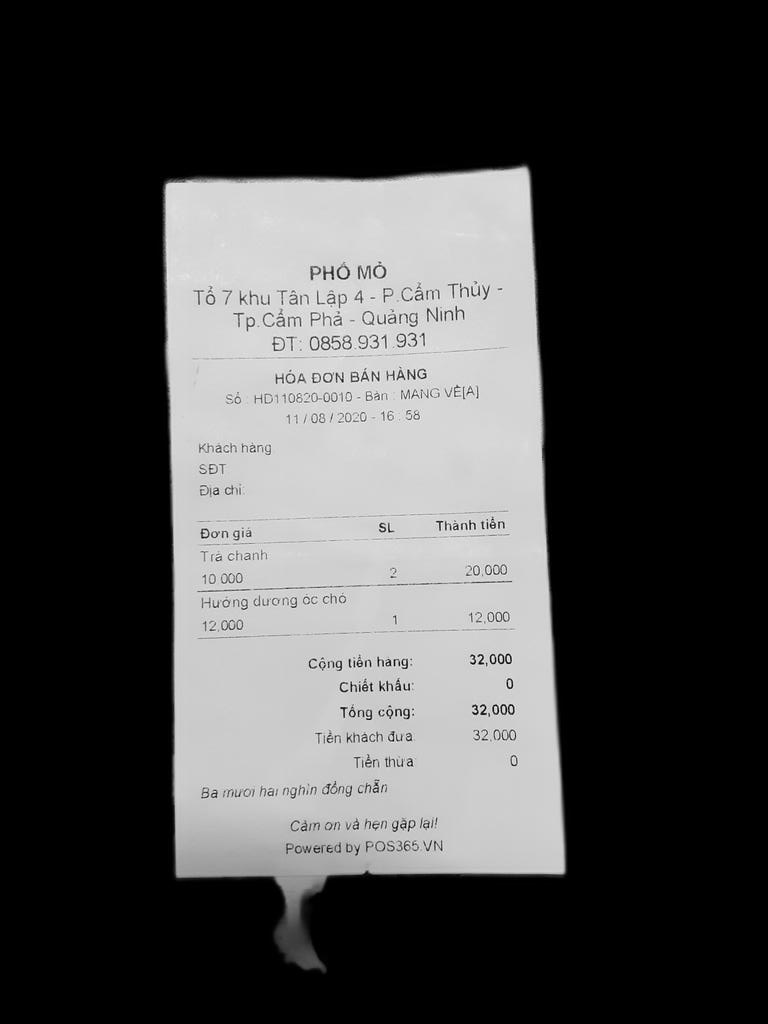 PHỐ MỎ
Tổ 7 khu Tân Lập 4 - P.Cẩm Thủy -
Tp.Cẩm Phả - Quảng Ninh
ĐT: 0858.931.931
HÓA ĐƠN BÁN HÀNG
Số : HD110820-0010 - Bàn : MANG VỀ[A]
11 / 08 / 2020 - 16 : 58
Khách hàng
SĐT
Địa chỉ:
Đơn giá SL Thành tiền
Trà chanh
10,000 2 20,000
Hướng dương óc chó
12,000 1 12,000
Cộng tiền hàng: 32,000
Chiết khấu: 0
Tổng cộng: 32,000
Tiền khách đưa: 32,000
Tiền thừa: 0
Ba mươi hai nghìn đồng chẵn
Cảm ơn và hẹn gặp lại!
Powered by POS365.VN